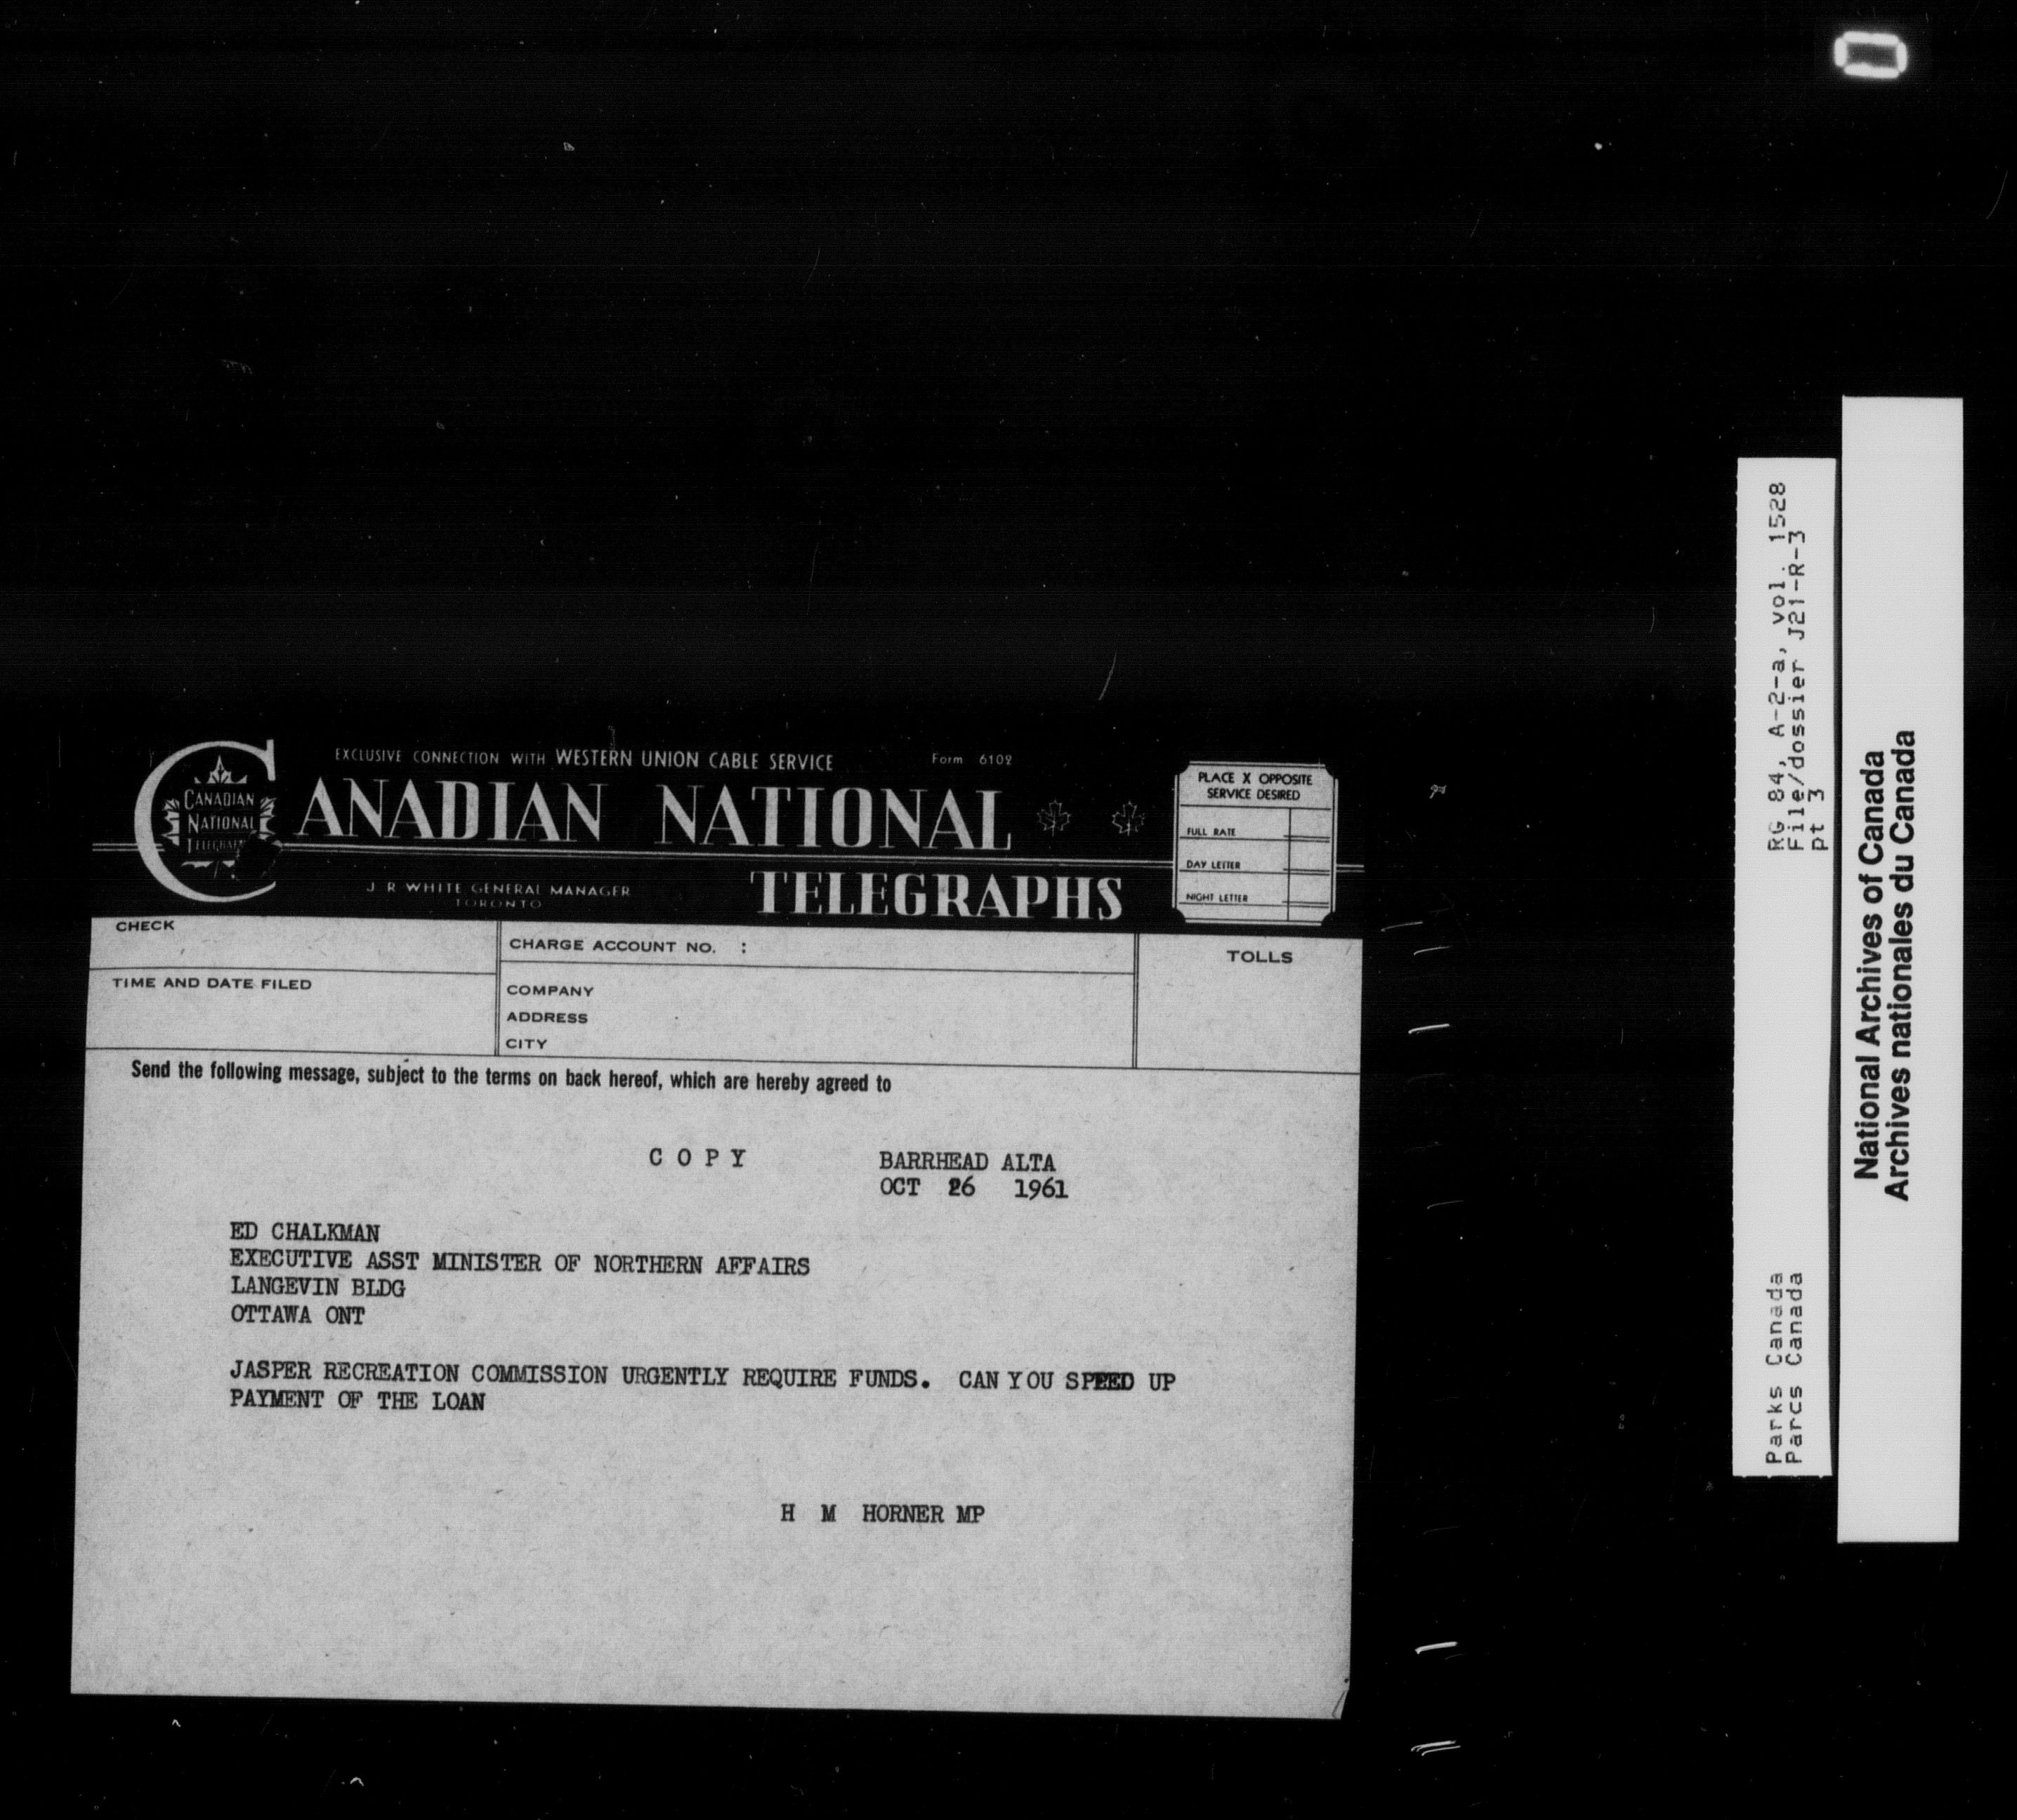 EXCLUSIVE CONNECTION WITH WESTERN UNION CABLE SERVICE
Form 6102
CANADIAN NATIONAL
TELEGRAPHS
CANADIAN
NATIONAL
TELEGRAPHS
J R WHITE GENERAL MANAGER
TORONTO
PLACE X OPPOSITE
SERVICE DESIRED
FULL RATE
DAY LETTER
NIGHT LETTER
CHECK
TIME AND DATE FILED
CHARGE ACCOUNT NO. :
COMPANY
ADDRESS
CITY
TOLLS
Send the following message, subject to the terms on back hereof, which are hereby agreed to
C O P Y
BARRHEAD ALTA
OCT 26 1961
ED CHALKMAN
EXECUTIVE ASST MINISTER OF NORTHERN AFFAIRS
LANGEVIN BLDG
OTTAWA ONT
JASPER RECREATION COMMISSION URGENTLY REQUIRE FUNDS. CAN YOU SPEED UP
PAYMENT OF THE LOAN
H M HORNER MP
Parks Canada
Parcs Canada
RG 84, A-2-a, vol. 1528
File/dossier J21-R-3
pt 3
National Archives of Canada
Archives nationales du Canada
0